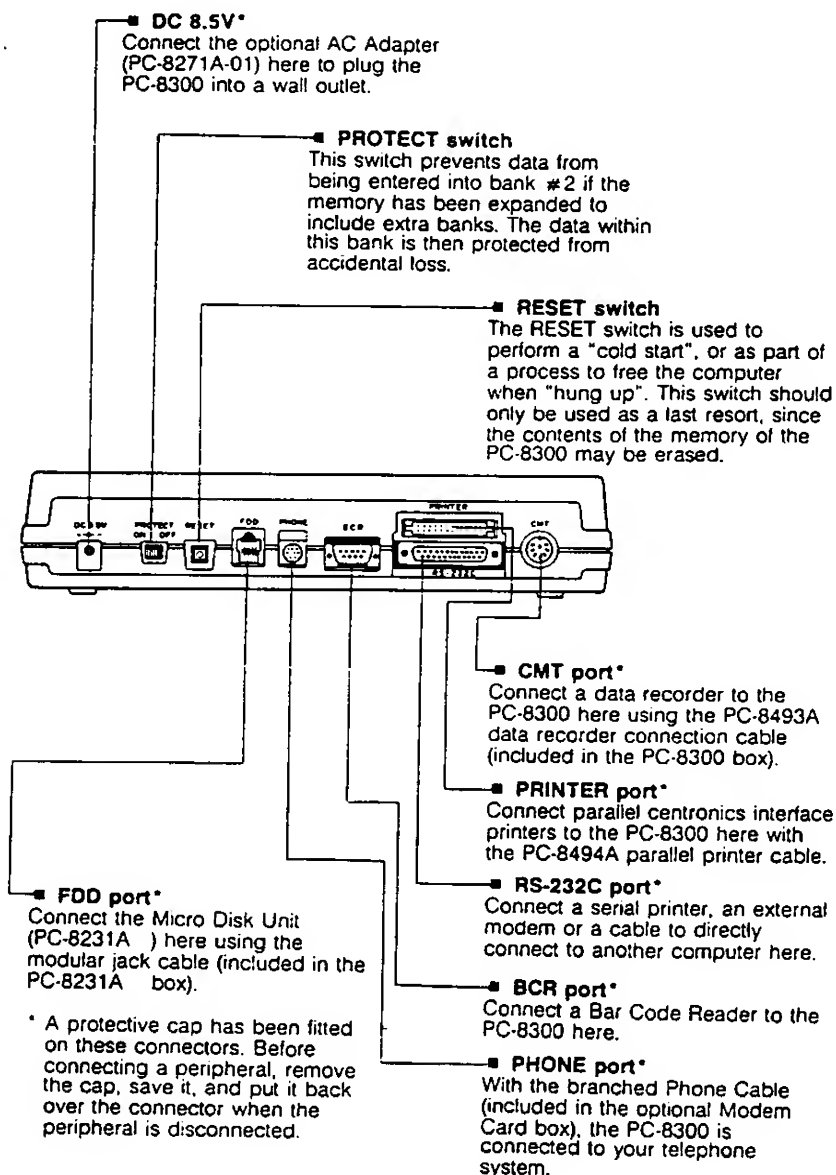 DC 8.5V*
Connect the optional AC Adapter
(PC-8271A-01) here to plug the
PC-8300 into a wall outlet.
PROTECT switch
This switch prevents data from
being entered into bank #2 if the
memory has been expanded to
include extra banks. The data within
this bank is then protected from
accidental loss.
RESET switch
The RESET switch is used to
perform a "cold start", or as part of
a process to free the computer
when "hung up". This switch should
only be used as a last resort, since
the contents of the memory of the
PC-8300 may be erased.
DC8.5V
PROTECT
ON OFF
RESET
FDD
PHONE
BCR
PRINTER
RS-232C
CMT
CMT port*
Connect a data recorder to the
PC-8300 here using the PC-8493A
data recorder connection cable
(included in the PC-8300 box).
PRINTER port*
Connect parallel centronics interface
printers to the PC-8300 here with
the PC-8494A parallel printer cable.
RS-232C port*
Connect a serial printer, an external
modem or a cable to directly
connect to another computer here.
BCR port*
Connect a Bar Code Reader to the
PC-8300 here.
PHONE port*
With the branched Phone Cable
(included in the optional Modem
Card box), the PC-8300 is
connected to your telephone
system.
FDD port*
Connect the Micro Disk Unit
(PC-8231A ) here using the
modular jack cable (included in the
PC-8231A box).
* A protective cap has been fitted
on these connectors. Before
connecting a peripheral, remove
the cap, save it, and put it back
over the connector when the
peripheral is disconnected.